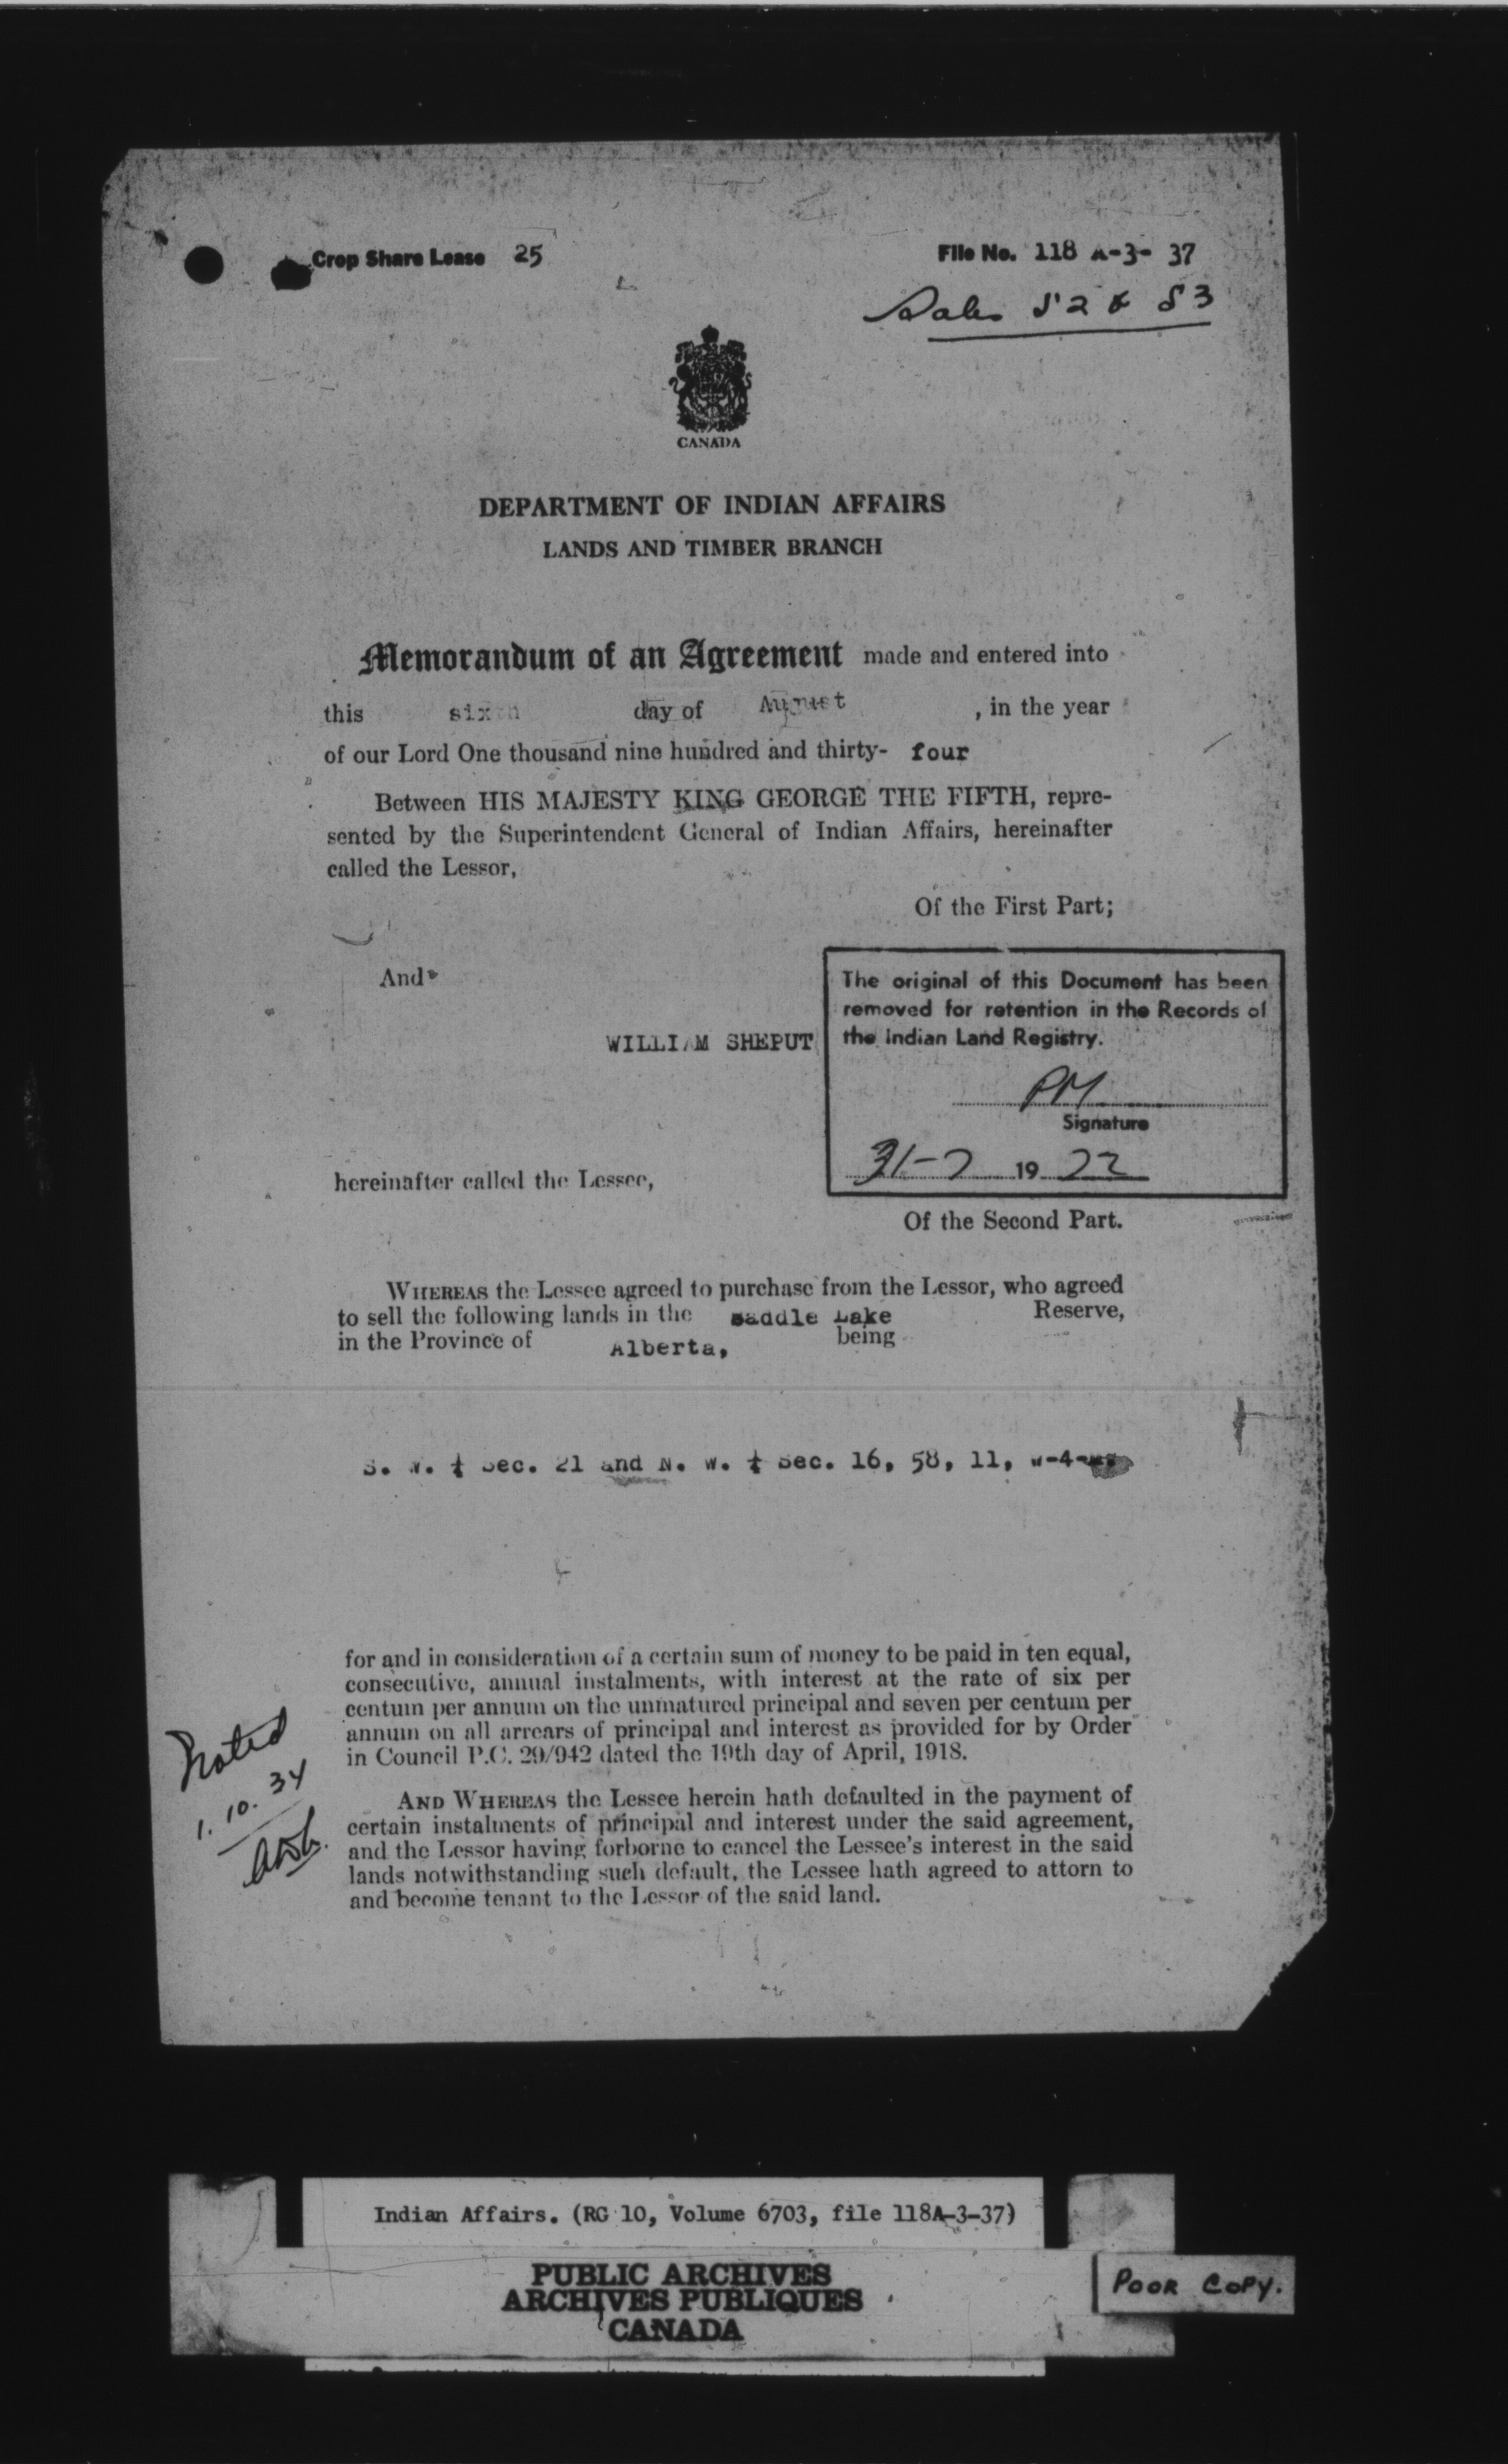 Crop Share Lease 25
File No. 118 A-3- 37
Sales 52 & 53
CANADA
DEPARTMENT OF INDIAN AFFAIRS
LANDS AND TIMBER BRANCH
Memorandum of an Agreement made and entered into
this sixth day of August , in the year
of our Lord One thousand nine hundred and thirty- four
Between HIS MAJESTY KING GEORGE THE FIFTH, repre-
sented by the Superintendent General of Indian Affairs, hereinafter
called the Lessor,
Of the First Part;
And
WILLIAM SHEPUT
The original of this Document has been
removed for retention in the Records of
the Indian Land Registry.
PM
Signature
31-7 19 72
hereinafter called the Lessee,
Of the Second Part.
WHEREAS the Lessee agreed to purchase from the Lessor, who agreed
to sell the following lands in the Saddle Lake Reserve,
in the Province of Alberta, being
S. W. ¼ Sec. 21 and N. W. ¼ Sec. 16, 58, 11, W-4-
for and in consideration of a certain sum of money to be paid in ten equal,
consecutive, annual instalments, with interest at the rate of six per
centum per annum on the unmatured principal and seven per centum per
annum on all arrears of principal and interest as provided for by Order
in Council P.C. 29/942 dated the 19th day of April, 1918.
Noted
1. 10. 34
AND WHEREAS the Lessee herein hath defaulted in the payment of
certain instalments of principal and interest under the said agreement,
and the Lessor having forborne to cancel the Lessee's interest in the said
lands notwithstanding such default, the Lessee hath agreed to attorn to
and become tenant to the Lessor of the said land.
Indian Affairs. (RG 10, Volume 6703, file 118A-3-37)
PUBLIC ARCHIVES
ARCHIVES PUBLIQUES
CANADA
POOR COPY.